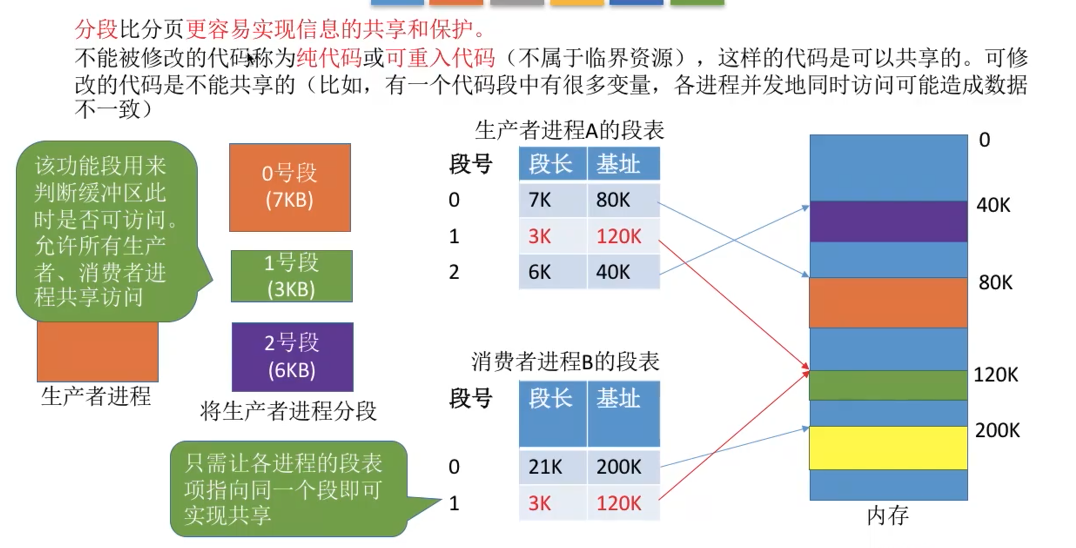 分段比分页更容易实现信息的共享和保护。
不能被修改的代码称为纯代码或可重入代码（不属于临界资源），这样的代码是可以共享的。可修
改的代码是不能共享的（比如，有一个代码段中有很多变量，各进程并发地同时访问可能造成数据
不一致）
该功能段用来
判断缓冲区此
时是否可访问。
允许所有生产
者、消费者进
程共享访问
生产者进程
0号段
(7KB)
1号段
(3KB)
2号段
(6KB)
将生产者进程分段
生产者进程A的段表
段号 段长 基址
0 7K 80K
1 3K 120K
2 6K 40K
消费者进程B的段表
段号 段长 基址
0 21K 200K
1 3K 120K
只需让各进程的段表
项指向同一个段即可
实现共享
0
40K
80K
120K
200K
内存